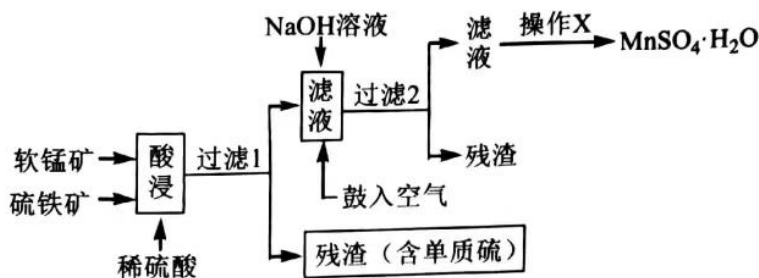 NaOH溶液
滤液
操作X
MnSO₄·H₂O
滤液
过滤2
软锰矿
酸浸
过滤1
残渣
硫铁矿
鼓入空气
稀硫酸
残渣（含单质硫）